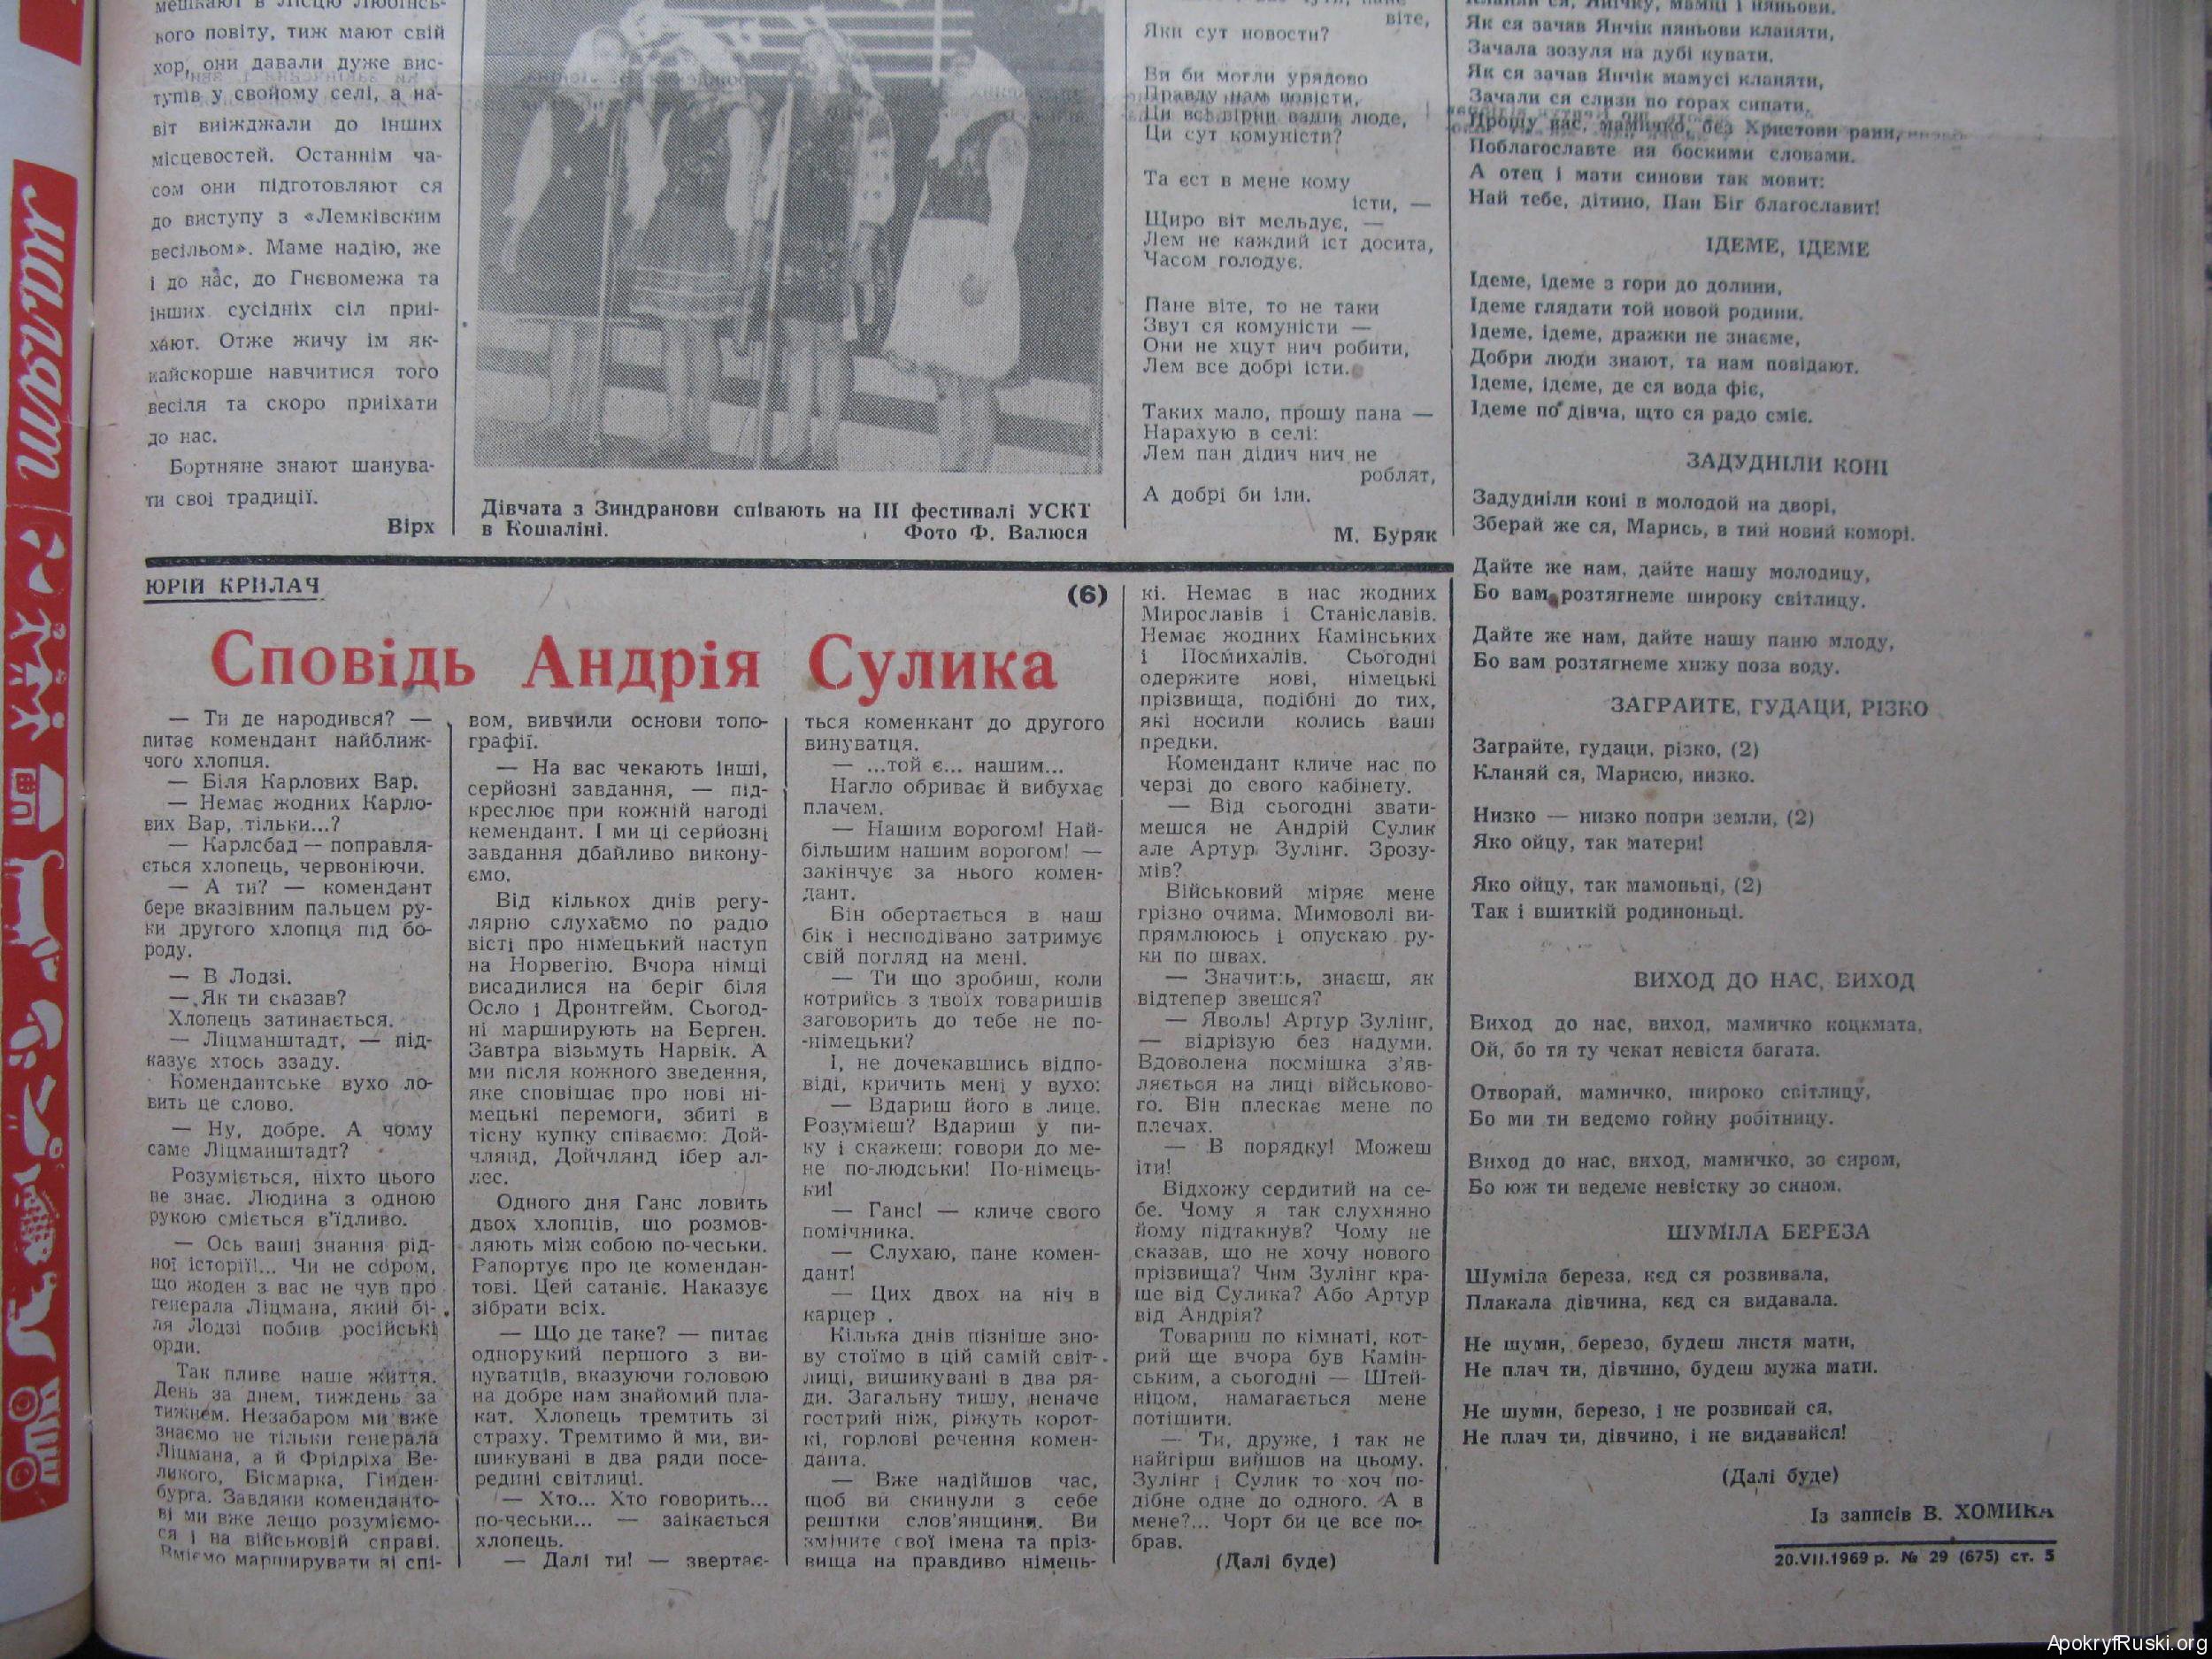 мешкают в Лісцю Любінсь-
кого повіту, тиж мают свій
хор, они давали дуже вис-
тупів у свойому селі, а на-
віт виїжджали до інших
місцевостей. Останнім ча-
сом они підготовляют ся
до виступу з «Лемківским
весільом». Маме надію, же
і до нас, до Гнєвомежа та
інших сусідніх сіл приї-
хают. Отже жичу їм як-
найскорше навчитися того
весіля та скоро приїхати
до нас.
Бортняне знают шанува-
ти свої традиції.
Вірх
Дівчата з Зиндранови співають на III фестивалі УСКТ
в Кошаліні.
Фото Ф. Валюся
віте,
Яки сут новости?
Ви би могли урядово
Правду нам повісти,
Ци всі вірни ваши люде,
Ци сут комуністи?
Та єст в мене кому
їсти, —
Щиро віт мельдує, —
Лем не каждий їст досита,
Часом голодує.
Пане віте, то не таки
Звут ся комуністи —
Они не хцут нич робити,
Лем все добрі їсти.
Таких мало, прошу пана —
Нарахую в селі:
Лем пан дідич нич не
роблят,
А добрі би їли.
М. Буряк
Кланяй ся, Янічку, мамці і няньови.
Як ся зачав Янчік няньови кланяти,
Зачала зозуля на дубі кувати.
Як ся зачав Янчік мамусі кланяти,
Зачали ся слизи по горах сипати.
Прошу вас, мамичко, без Христови рани,
Поблагославте ня боскими словами.
А отец і мати синови так мовит:
Най тебе, дітино, Пан Біг благославит!
ІДЕМЕ, ІДЕМЕ
Ідеме, ідеме з гори до долини,
Ідеме глядати той новой родини.
Ідеме, ідеме, дражки не знаєме,
Добри люди знают, та нам повідают.
Ідеме, ідеме, де ся вода фіє,
Ідеме по дівча, што ся радо сміє.
ЗАДУДНІЛИ КОНІ
Задудніли коні в молодой на дворі,
Зберай же ся, Марись, в тий новий коморі.
Дайте же нам, дайте нашу молодицу,
Бо вам розтягнеме широку світлицу.
Дайте же нам, дайте нашу паню младу,
Бо вам розтягнеме хижу поза воду.
ЗАГРАЙТЕ, ГУДАЦИ, РІЗКО
Заграйте, гудаци, різко, (2)
Кланяй ся, Марисю, низко.
Низко — низко попри земли, (2)
Яко ойцу, так матери!
Яко ойцу, так мамоньці, (2)
Так і вшиткій родиноньці.
ВИХОД ДО НАС, ВИХОД
Виход до нас, виход, мамичко коцкмата,
Ой, бо тя ту чекат невістя багата.
Отворай, мамичко, широко світлицу,
Бо ми ти ведемо гойну робітницу.
Виход до нас, виход, мамичко, зо сиром,
Бо юж ти ведеме невістку зо сином.
ШУМІЛА БЕРЕЗА
Шуміла береза, кєд ся розвивала,
Плакала дівчина, кєд ся видавала.
Не шуми, березо, будеш листя мати,
Не плач ти, дівчино, будеш мужа мати.
Не шуми, березо, і не розвивай ся,
Не плач ти, дівчино, і не видавайся!
(Далі буде)
Із записів В. ХОМИКА
ЮРІЙ КРИЛАЧ
(6)
Сповідь Андрія Сулика
— Ти де народився? —
питає комендант найближ-
чого хлопця.
— Біля Карлових Вар.
— Немає жодних Карло-
вих Вар, тільки...?
— Карлсбад — поправля-
ється хлопець, червоніючи.
— А ти? — комендант
бере вказівним пальцем ру-
ки другого хлопця під бо-
роду.
— В Лодзі.
— Як ти сказав?
Хлопець затинається.
— Ліцманштадт, — під-
казує хтось ззаду.
Комендантське вухо ло-
вить це слово.
— Ну, добре. А чому
саме Ліцманштадт?
Розуміється, ніхто цього
не знає. Людина з одною
рукою сміється в'їдливо.
— Ось ваші знання рід-
ної історії!... Чи не сором,
що жоден з вас не чув про
генерала Ліцмана, який бі-
ля Лодзі побив російські
орди.
Так пливе наше життя.
День за днем, тиждень за
тижнем. Незабаром ми вже
знаємо не тільки генерала
Ліцмана, а й Фрідріха Ве-
ликого, Бісмарка, Гінден-
бурга. Завдяки коменданто-
ві ми вже дещо розуміємо-
ся і на військовій справі.
Вміємо марширувати зі спі-
вом, вивчили основи топо-
графії.
— На вас чекають інші,
серйозні завдання, — під-
креслює при кожній нагоді
кемендант. І ми ці серйозні
завдання дбайливо викону-
ємо.
Від кількох днів регу-
лярно слухаємо по радіо
вісті про німецький наступ
на Норвегію. Вчора німці
висадилися на беріг біля
Осло і Дронтгейм. Сьогод-
ні марширують на Берген.
Завтра візьмуть Нарвік. А
ми після кожного зведення,
яке сповіщає про нові ні-
мецькі перемоги, збиті в
тісну купку співаємо: Дой-
члянд, Дойчлянд ібер ал-
лес.
Одного дня Ганс ловить
двох хлопців, що розмов-
ляють між собою по-чеськи.
Рапортує про це комендан-
тові. Цей сатаніє. Наказує
зібрати всіх.
— Що де таке? — питає
однорукий першого з ви-
нуватців, вказуючи головою
на добре нам знайомий пла-
кат. Хлопець тремтить зі
страху. Тремтимо й ми, ви-
шикувані в два ряди посе-
редині світлиці.
— Хто... Хто говорить...
по-чеськи... — заїкається
хлопець.
— Далі ти! — звертає-
ться коменкант до другого
винуватця.
— ...той є... нашим...
Нагло обриває й вибухає
плачем.
— Нашим ворогом! Най-
більшим нашим ворогом! —
закінчує за нього комен-
дант.
Він обертається в наш
бік і несподівано затримує
свій погляд на мені.
— Ти що зробиш, коли
котрийсь з твоїх товаришів
заговорить до тебе не по-
-німецьки?
І, не дочекавшись відпо-
віді, кричить мені у вухо:
— Вдариш його в лице.
Розумієш? Вдариш у пи-
ку і скажеш: говори до ме-
не по-людськи! По-німець-
ки!
— Ганс! — кличе свого
помічника.
— Слухаю, пане комен-
дант!
— Цих двох на ніч в
карцер .
Кілька днів пізніше зно-
ву стоїмо в цій самій світ-
лиці, вишикувані в два ря-
ди. Загальну тишу, неначе
гострий ніж, ріжуть корот-
кі, горлові речення комен-
данта.
— Вже надійшов час,
щоб ви скинули з себе
рештки слов'янщини. Ви
зміните свої імена та пріз-
вища на правдиво німець-
кі. Немає в нас жодних
Мирославів і Станіславів.
Немає жодних Камінських
і Посміхалів. Сьогодні
одержите нові, німецькі
прізвища, подібні до тих,
які носили колись ваші
предки.
Комендант кличе нас по
черзі до свого кабінету.
— Від сьогодні звати-
мешся не Андрій Сулик
але Артур Зулінг. Зрозу-
мів?
Військовий міряє мене
грізно очима. Мимоволі ви-
прямлююсь і опускаю ру-
ки по швах.
— Значить, знаєш, як
відтепер звешся?
— Яволь! Артур Зулінг,
— відрізую без надуми.
Вдоволена посмішка з'яв-
ляється на лиці військово-
го. Він плескає мене по
плечах.
— В порядку! Можеш
іти!
Відхожу сердитий на се-
бе. Чому я так слухняно
йому підтакнув? Чому не
сказав, що не хочу нового
прізвища? Чим Зулінг кра-
ще від Сулика? Або Артур
від Андрія?
Товариш по кімнаті, кот-
рий ще вчора був Камін-
ським, а сьогодні — Штей-
ніцом, намагається мене
потішити.
— Ти, друже, і так не
найгірш вийшов на цьому.
Зулінг і Сулик то хоч по-
дібне одне до одного. А в
мене?... Чорт би це все по-
брав.
(Далі буде)
20.VII.1969 р. № 29 (675) ст. 5
ApokryfRuski.org